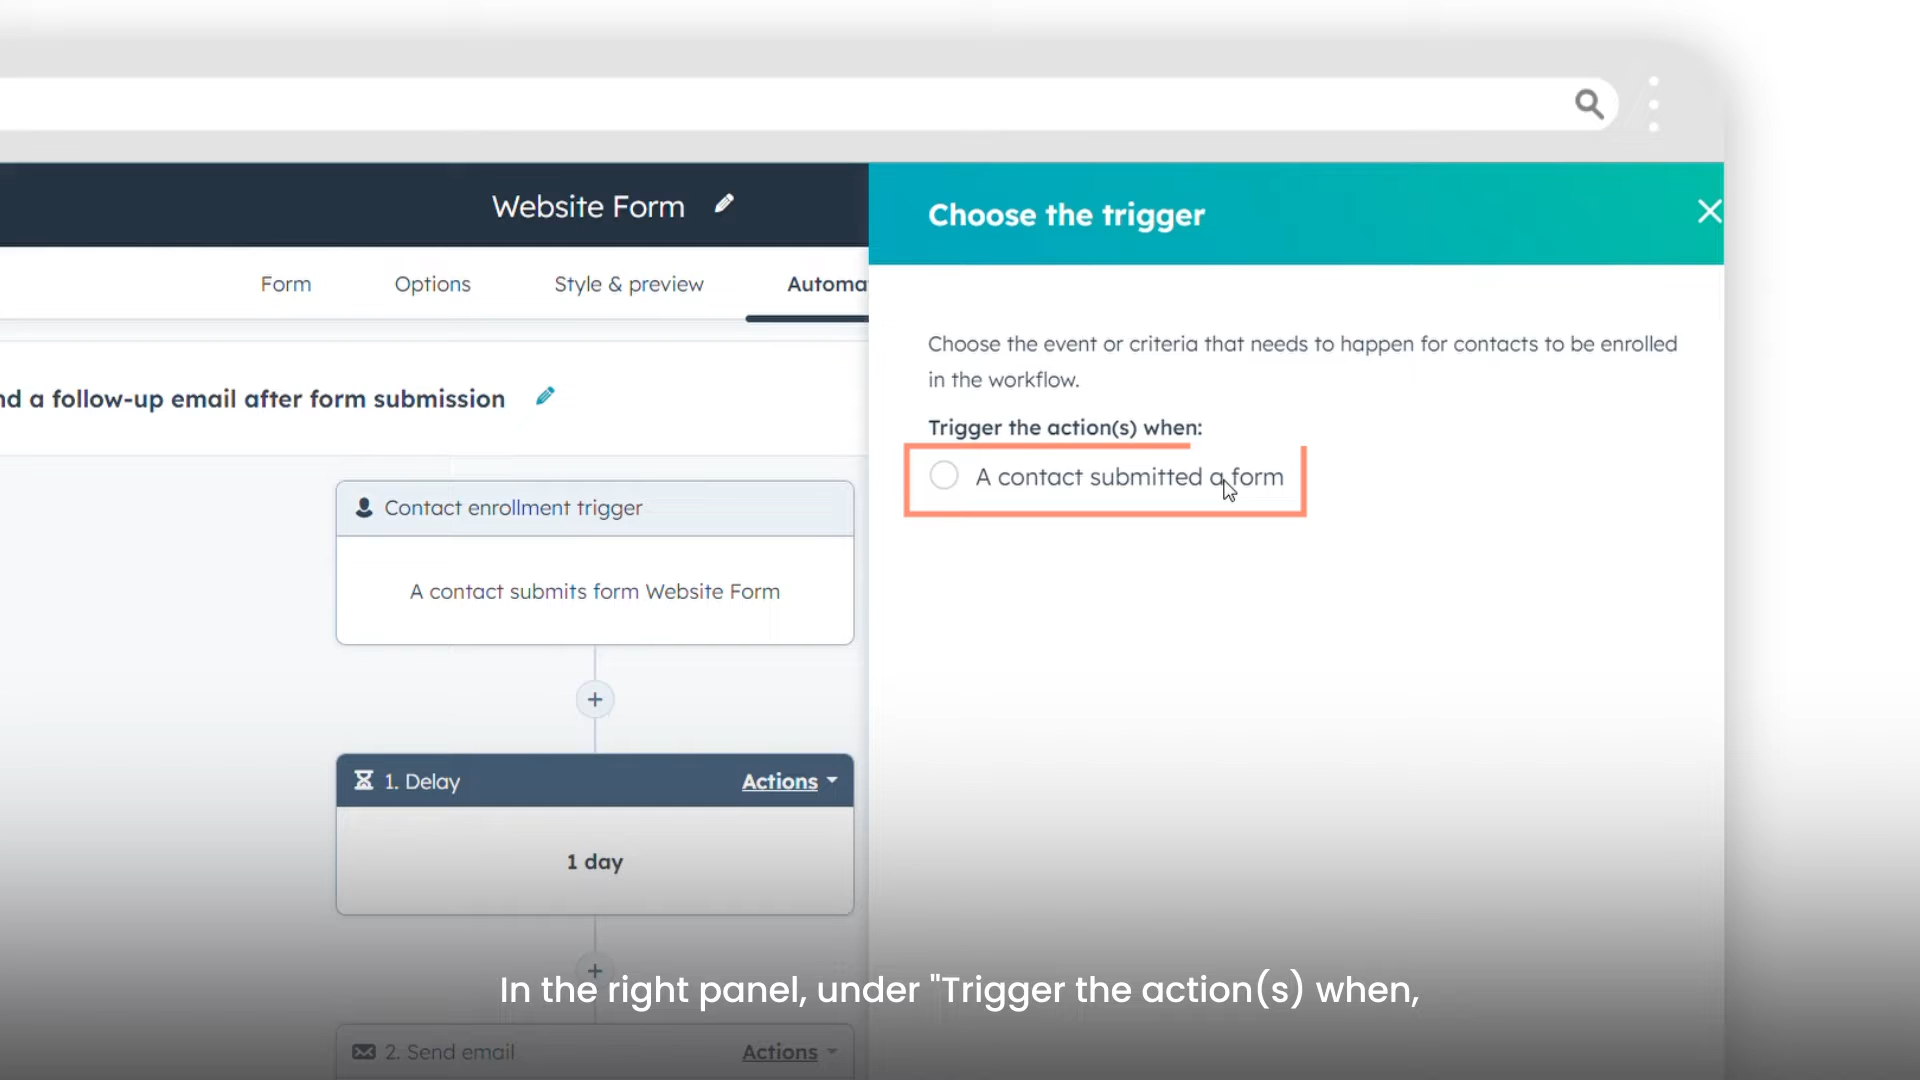 Website Form
Choose the trigger
Form
Options
Style & preview
Automa
Choose the event or criteria that needs to happen for contacts to be enrolled
in the workflow.
nd a follow-up email after form submission
Trigger the action(s) when:
A contact submitted a form
Contact enrollment trigger
A contact submits form Website Form
+
1. Delay
Actions
1 day
+
In the right panel, under "Trigger the action(s) when,
2. Send email
Actions